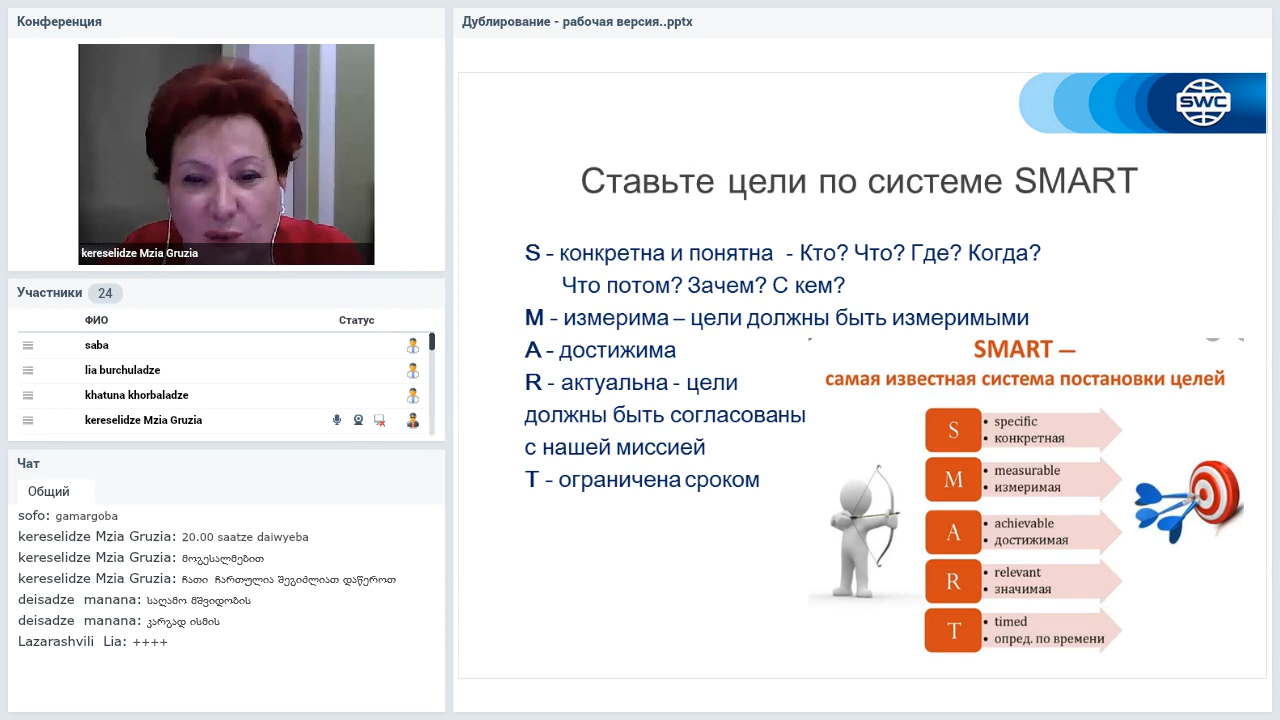 Конференция
kereselidze Mzia Gruzia
Участники 24
ФИО Статус
saba
lia burchuladze
khatuna khorbaladze
kereselidze Mzia Gruzia
Чат
Общий
sofo: gamargoba
kereselidze Mzia Gruzia: 20.00 saatze daiwyeba
kereselidze Mzia Gruzia: მოგესალმებით
kereselidze Mzia Gruzia: ჩათი ჩართულია შეგიძლიათ დაწეროთ
deisadze manana: საღამო მშვიდობის
deisadze manana: კარგად ისმის
Lazarashvili Lia: ++++
Дублирование - рабочая версия..pptx
SWC
Ставьте цели по системе SMART
S - конкретна и понятна - Кто? Что? Где? Когда?
Что потом? Зачем? С кем?
M - измерима – цели должны быть измеримыми
A - достижима
R - актуальна - цели
должны быть согласованы
с нашей миссией
T - ограничена сроком
SMART —
самая известная система постановки целей
S
• specific
• конкретная
M
• measurable
• измеримая
A
• achievable
• достижимая
R
• relevant
• значимая
T
• timed
• опред. по времени